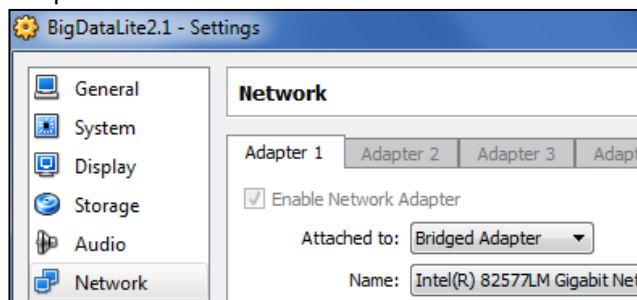 BigDataLite2.1 - Settings
General
System
Display
Storage
Audio
Network
Network
Adapter 1 Adapter 2 Adapter 3
Enable Network Adapter
Attached to: Bridged Adapter
Name: Intel(R) 82577LM Gigabit